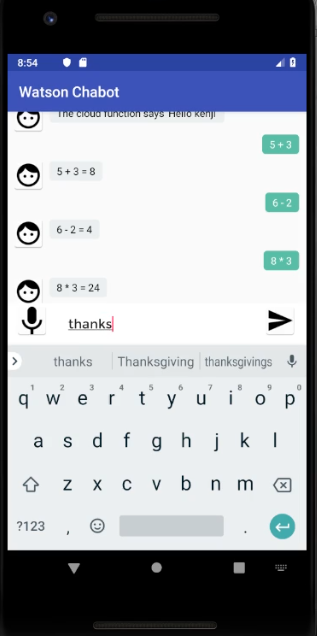 8:54
Watson Chabot
The cloud function says 'Hello kenji'
5 + 3
5 + 3 = 8
6 - 2
6 - 2 = 4
8 * 3
8 * 3 = 24
thanks
thanks Thanksgiving thanksgivings
1 2 3 4 5 6 7 8 9 0
q w e r t y u i o p
a s d f g h j k l
z x c v b n m
?123 , .